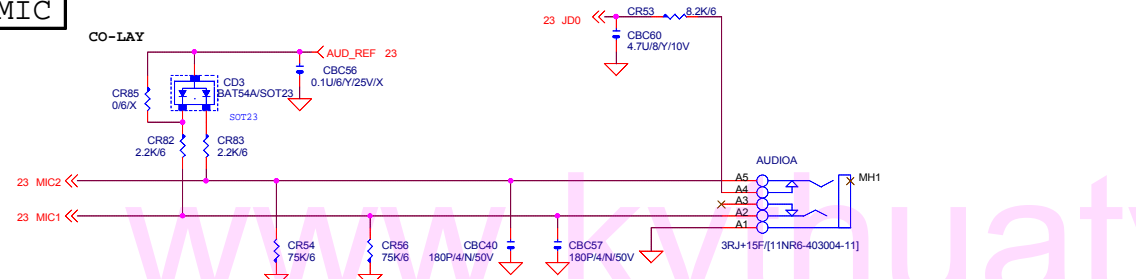 MIC
CO-LAY
23 JD0
CR53
8.2K/6
CBC60
4.7U/8/Y/10V
AUD_REF 23
CBC56
0.1U/6/Y/25V/X
CD3
BAT54A/SOT23
SOT23
CR85
0/6/X
CR82
2.2K/6
CR83
2.2K/6
23 MIC2
23 MIC1
AUDIOA
A5
A4
A3
A2
A1
MH1
3RJ+15F/[11NR6-403004-11]
CR54
75K/6
CR56
75K/6
CBC40
180P/4/N/50V
CBC57
180P/4/N/50V